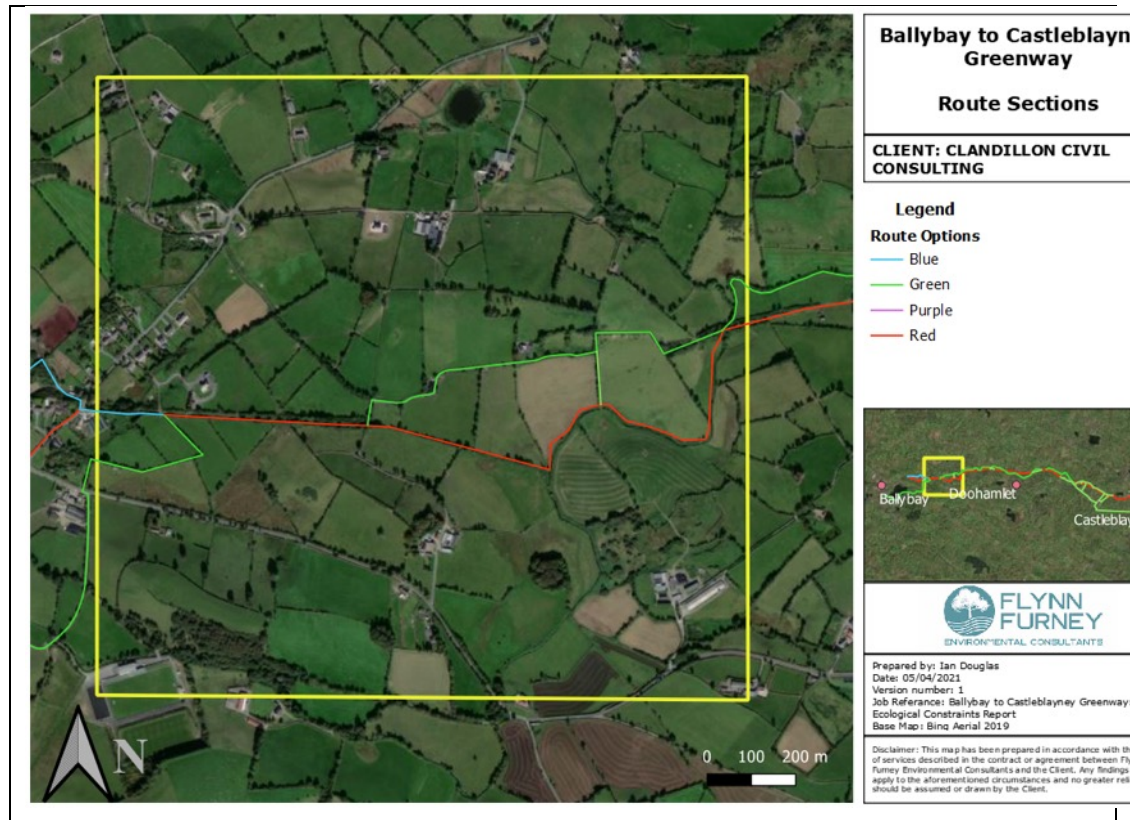 Ballybay to Castleblayn
Greenway
Route Sections
CLIENT: CLANDILLON CIVIL
CONSULTING
Legend
Route Options
Blue
Green
Purple
Red
Ballybay
Doohamlet
Castleblay
FLYNN
FURNEY
ENVIRONMENTAL CONSULTANTS
Prepared by: Ian Douglas
Date: 05/04/2021
Version number: 1
Job Referance: Ballybay to Castleblayney Greenway:
Ecological Constraints Report
Base Map: Bing Aerial 2019
Disclaimer: This map has been prepared in accordance with th
of services described in the contract or agreement between Fly
Furney Environmental Consultants and the Client. Any findings
apply to the aforementioned circumstances and no greater reli
should be assumed or drawn by the Client.
N
0 100 200 m